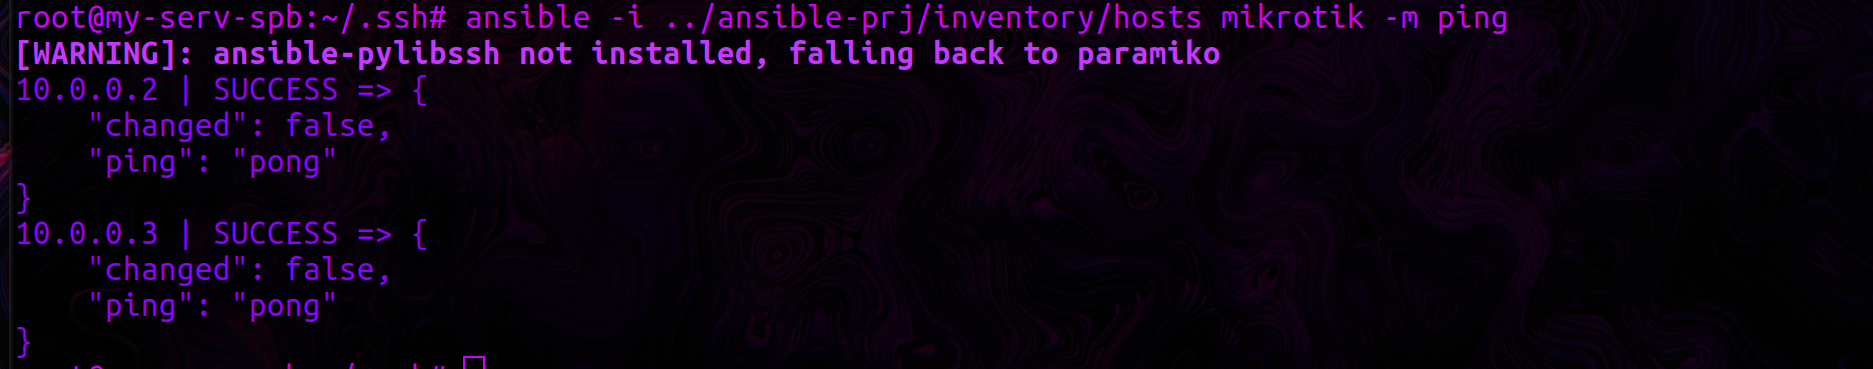 root@my-serv-spb:~/.ssh# ansible -i ../ansible-prj/inventory/hosts mikrotik -m ping
[WARNING]: ansible-pylibssh not installed, falling back to paramiko
10.0.0.2 | SUCCESS => {
    "changed": false,
    "ping": "pong"
}
10.0.0.3 | SUCCESS => {
    "changed": false,
    "ping": "pong"
}